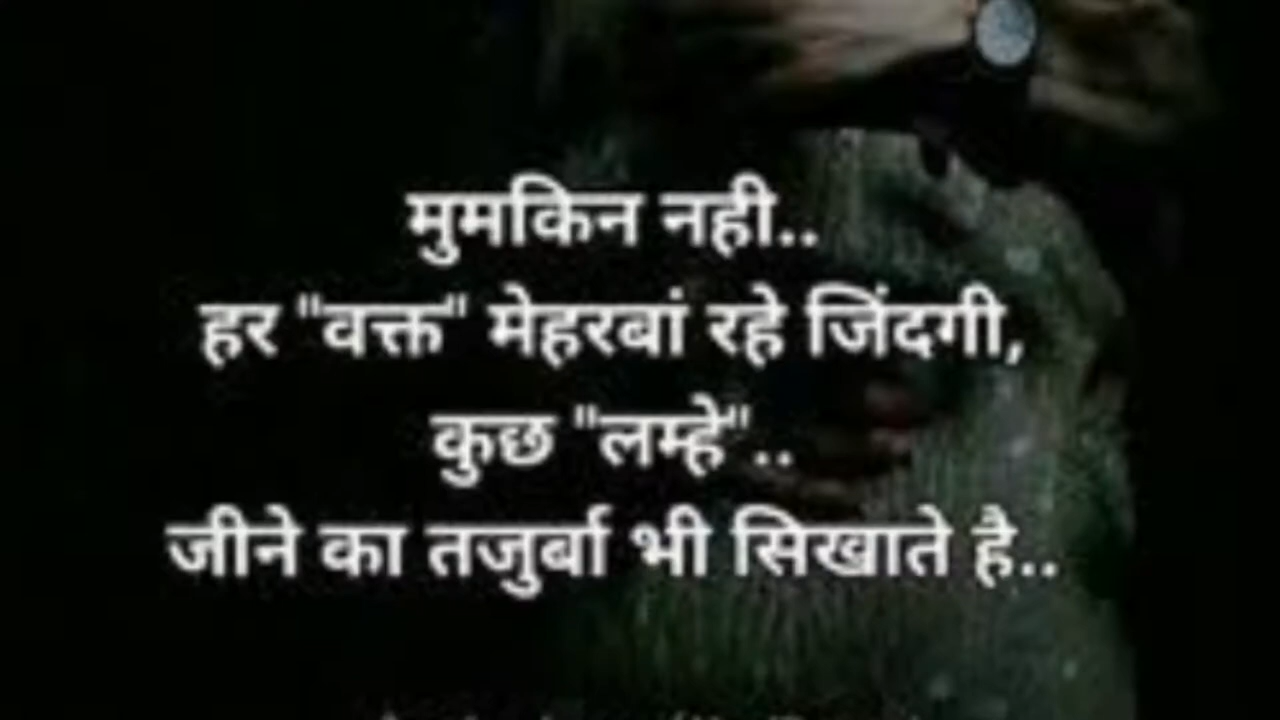 मुमकिन नही..
हर "वक्त" मेहरबां रहे जिंदगी,
कुछ "लम्हे"..
जीने का तजुर्बा भी सिखाते है..